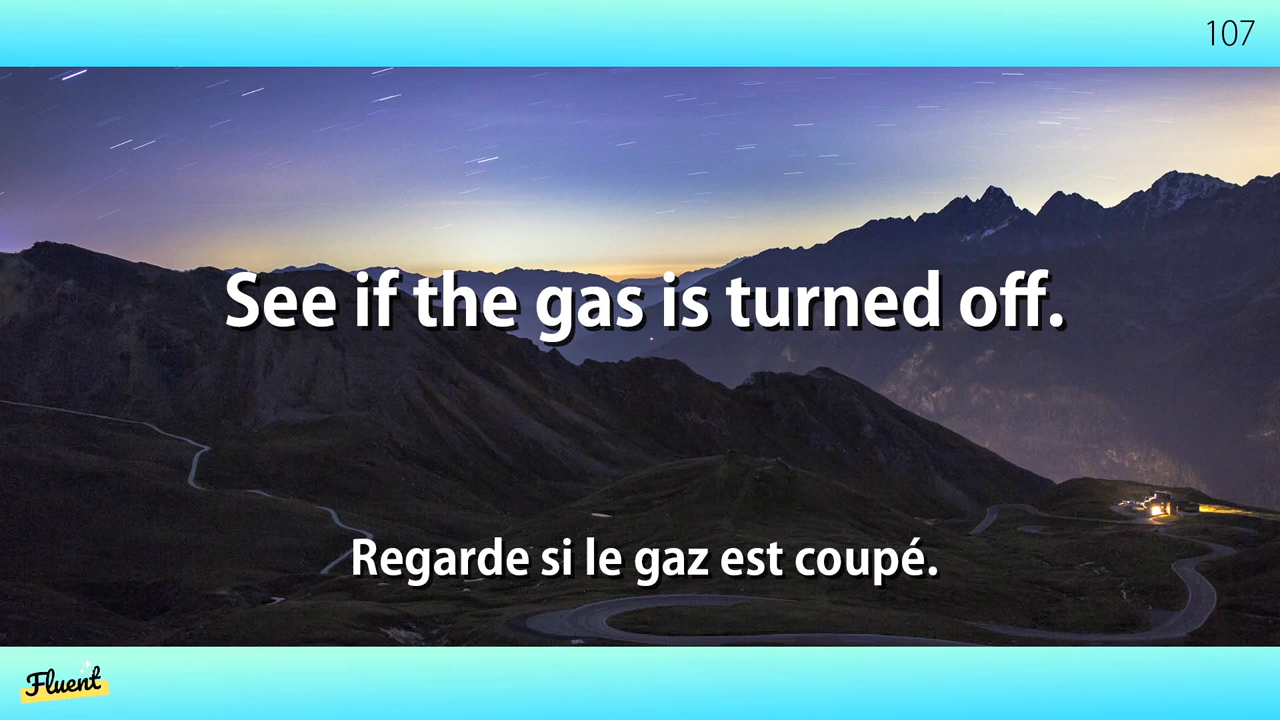 107
See if the gas is turned off.
Regarde si le gaz est coupé.
Fluent